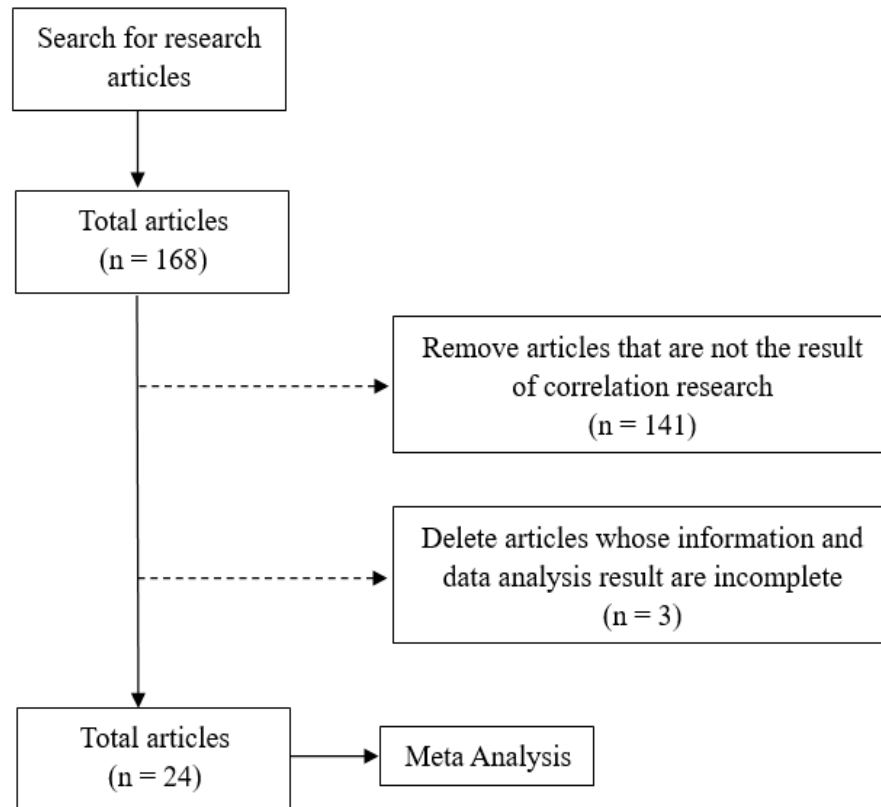 Search for research
articles
Total articles
(n = 168)
Remove articles that are not the result
of correlation research
(n = 141)
Delete articles whose information and
data analysis result are incomplete
(n = 3)
Total articles
(n = 24)
Meta Analysis